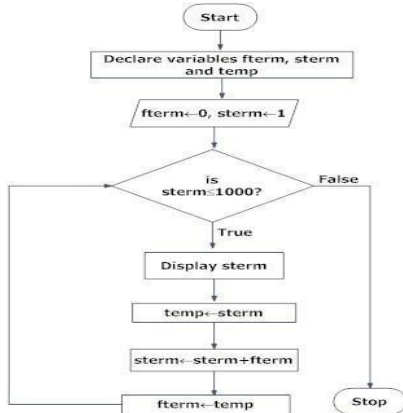 Start
Declare variables fterm, sterm
and temp
fterm←0, sterm←1
is
sterm≤1000?
False
True
Display sterm
temp←sterm
sterm←sterm+fterm
fterm←temp
Stop